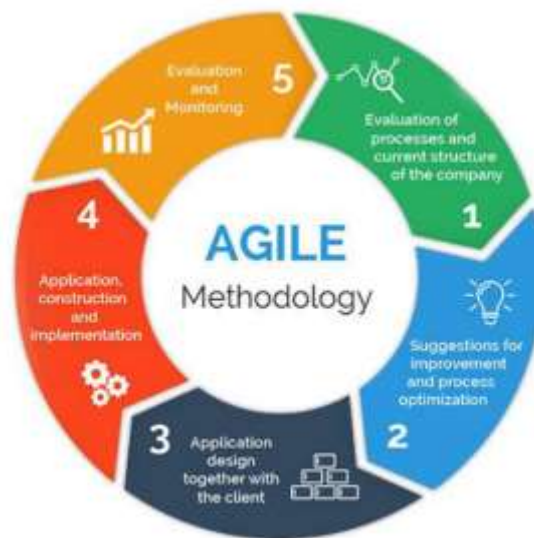 AGILE
Methodology
Evaluation of
processes and
current structure
of the company
1
Suggestions for
improvement
and process
optimization
2
3
Application
design
together with
the client
4
Application,
construction
and
implementation
5
Evaluation
and
Monitoring